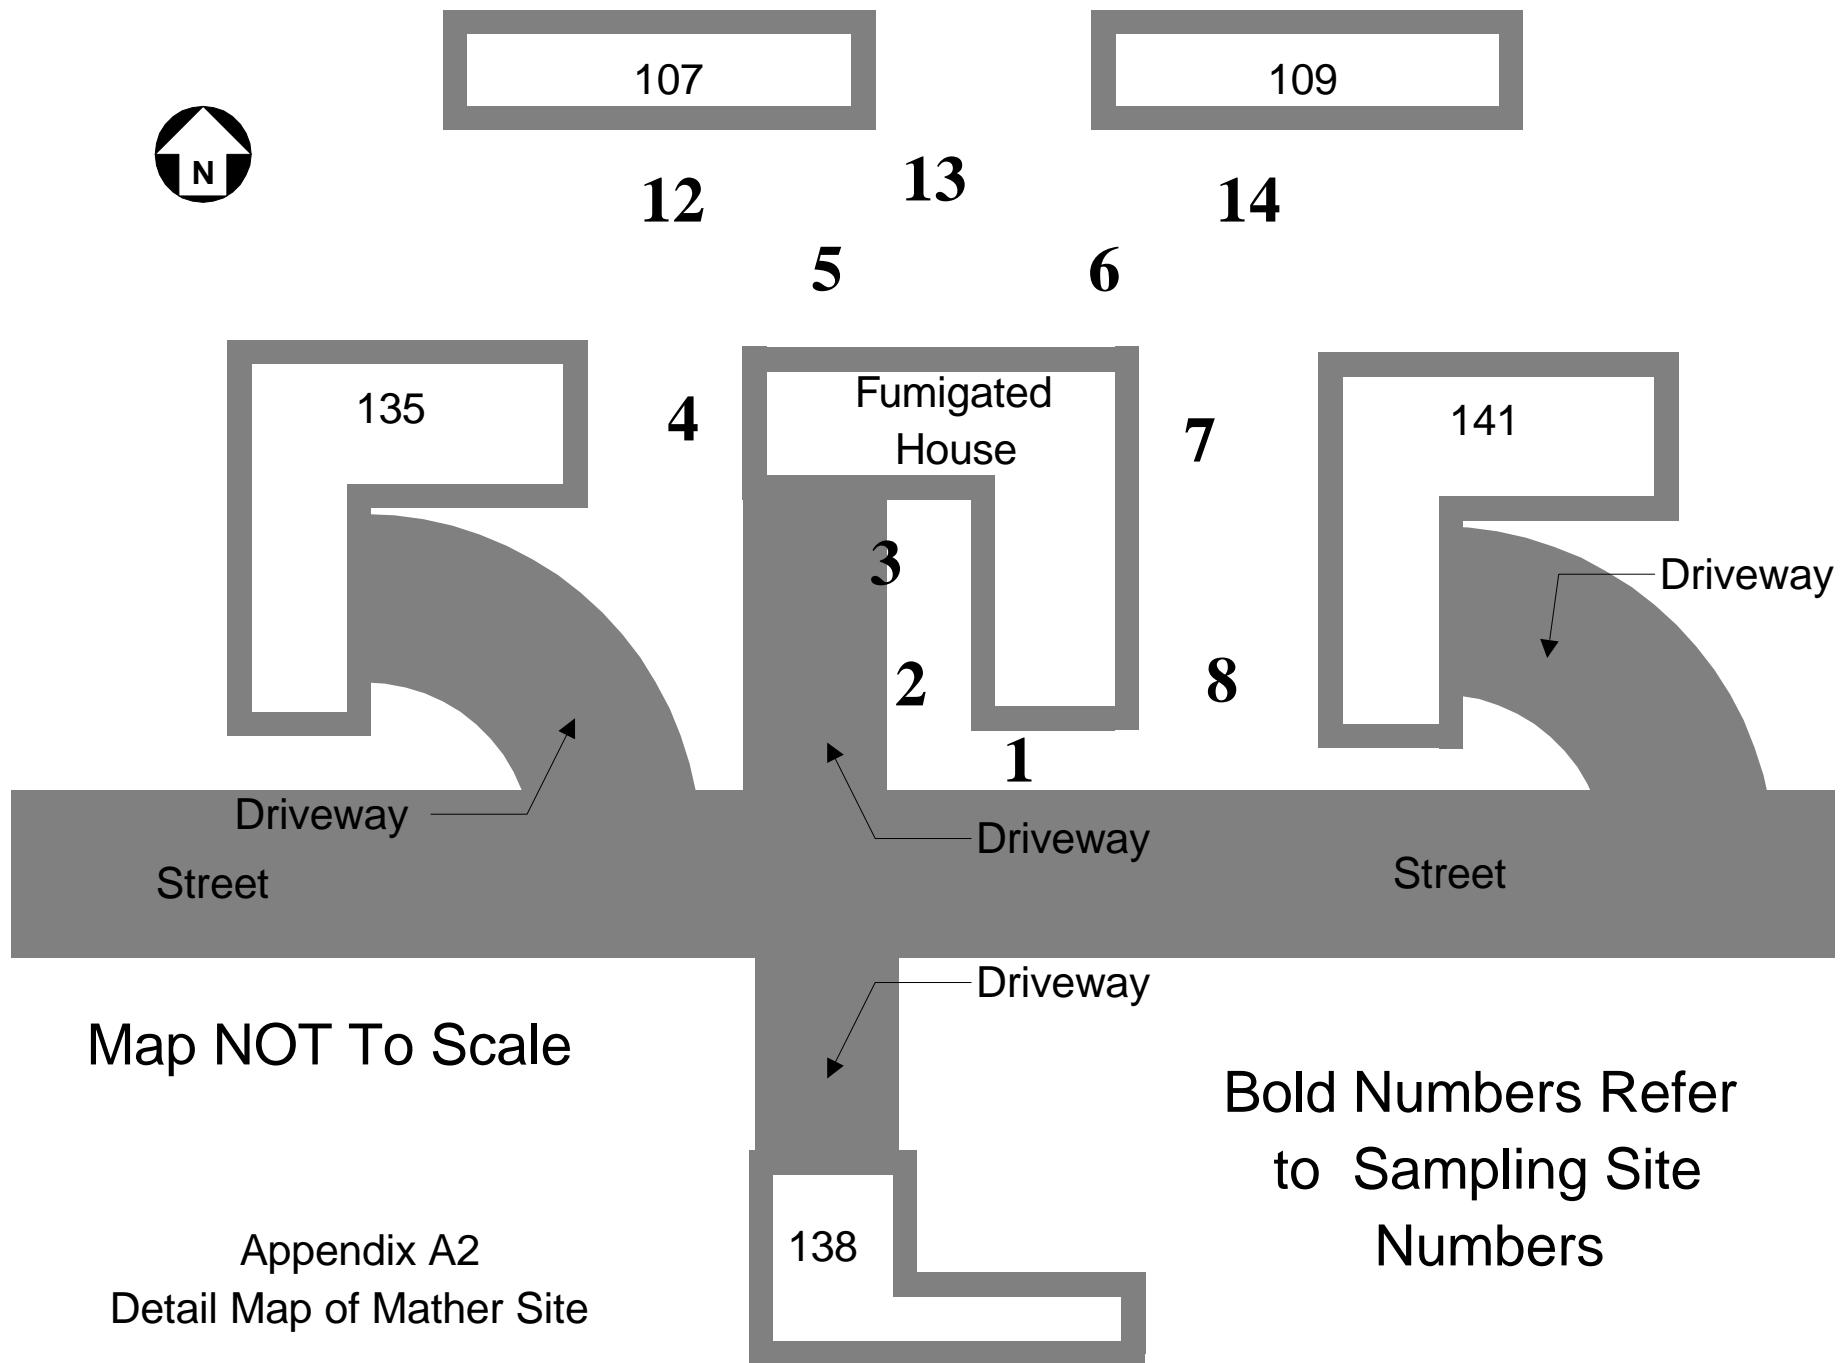 107
109
N
13
12
14
5
6
Fumigated
House
135
4
7
141
3
Driveway
2
8
1
Driveway
Driveway
Street
Street
Driveway
Map NOT To Scale
Bold Numbers Refer
to Sampling Site
Numbers
138
Appendix A2
Detail Map of Mather Site